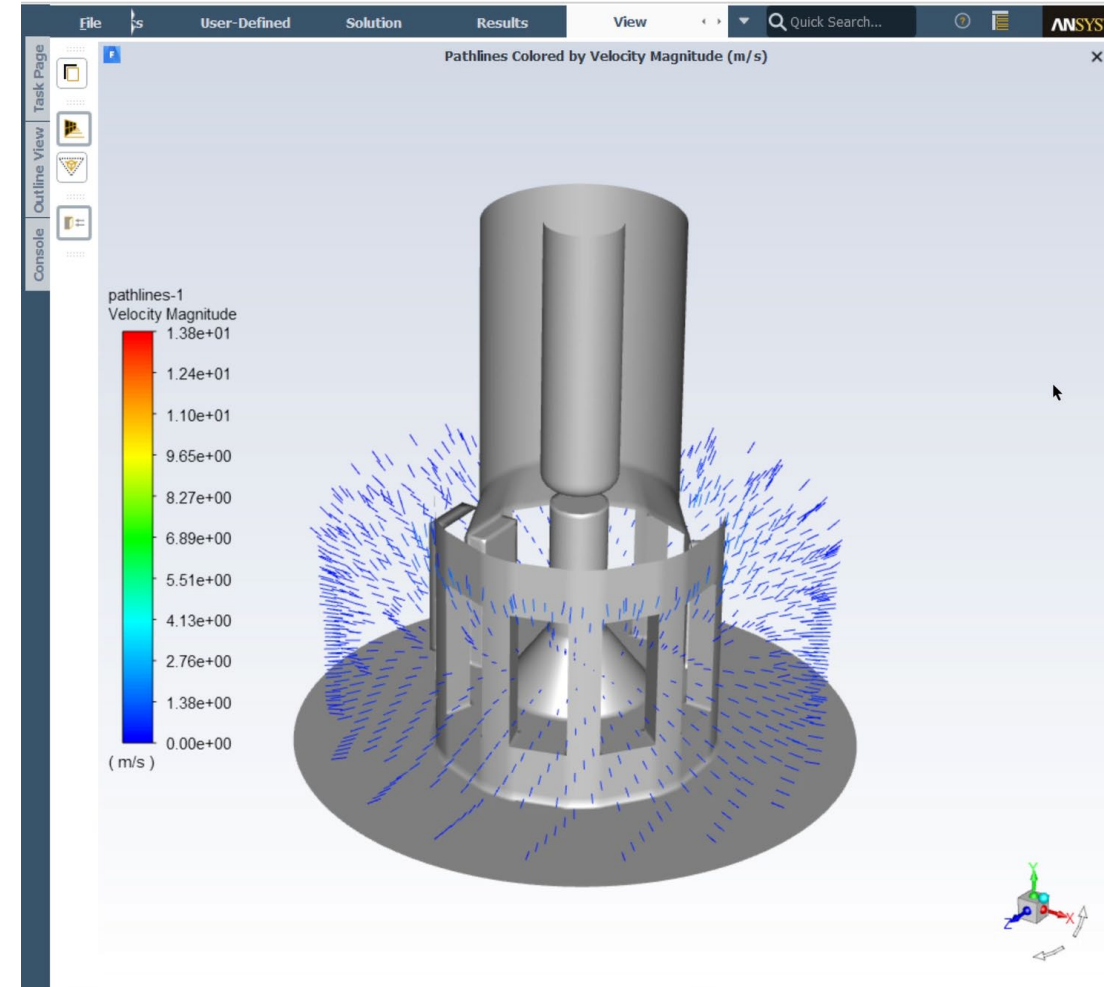 File s User-Defined Solution Results View Quick Search... ? ANSYS
Task Page
Outline View
Console
Pathlines Colored by Velocity Magnitude (m/s)
pathlines-1
Velocity Magnitude
1.38e+01
1.24e+01
1.10e+01
9.65e+00
8.27e+00
6.89e+00
5.51e+00
4.13e+00
2.76e+00
1.38e+00
0.00e+00
( m/s )
Y
X
Z